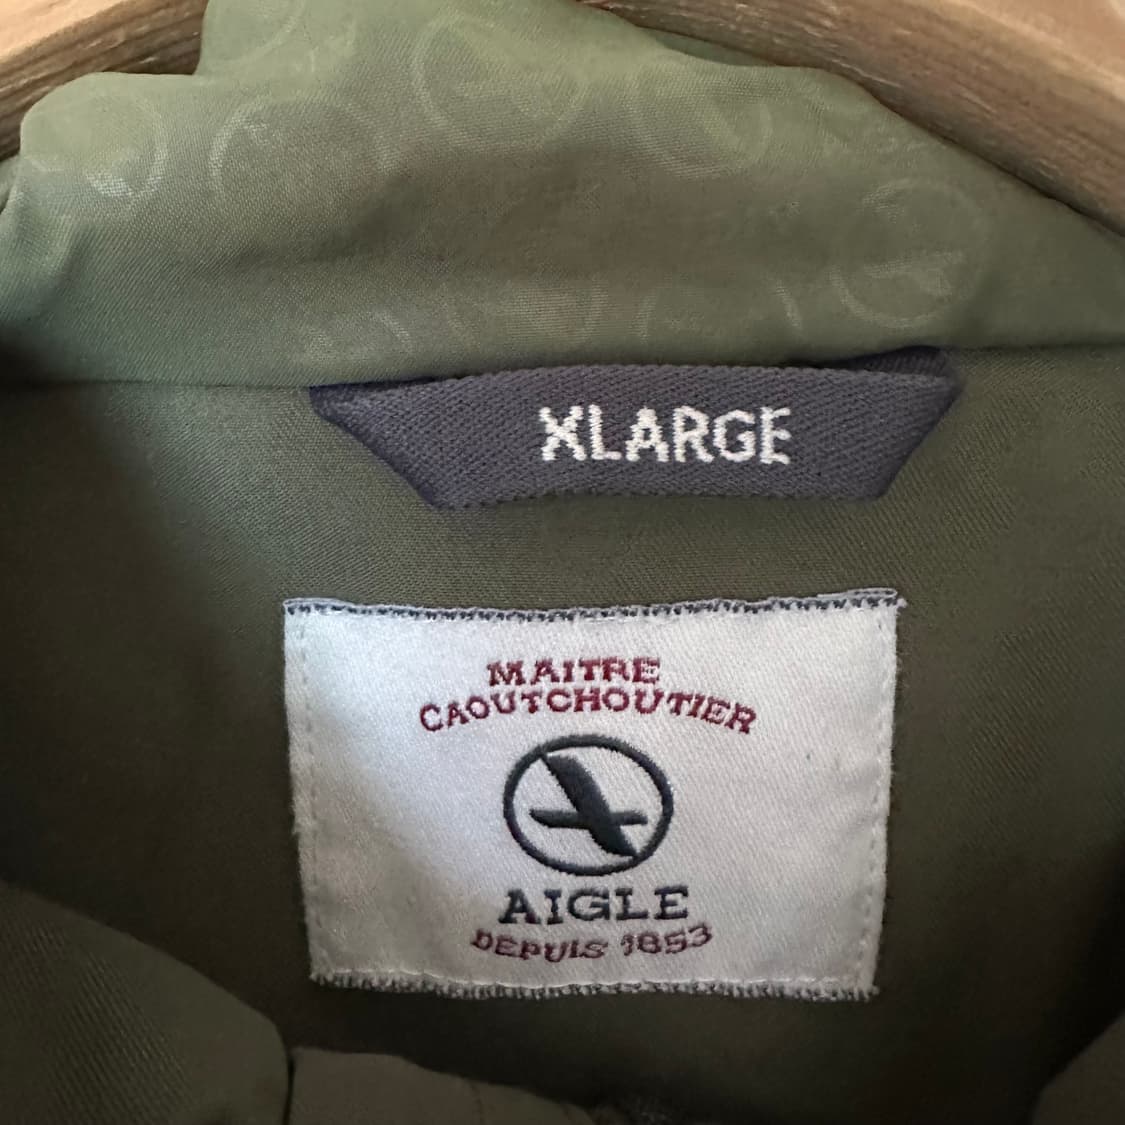 XLARGE
MAITRE
CAOUTCHOUTIER
AIGLE
DEPUIS 1853